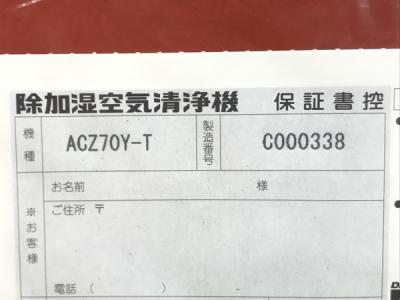 除加湿空気清浄機 保証書控
機種 ACZ70Y-T 製造番号 C000338
お名前 様
※お客様
ご住所 〒
電話 ( ) -